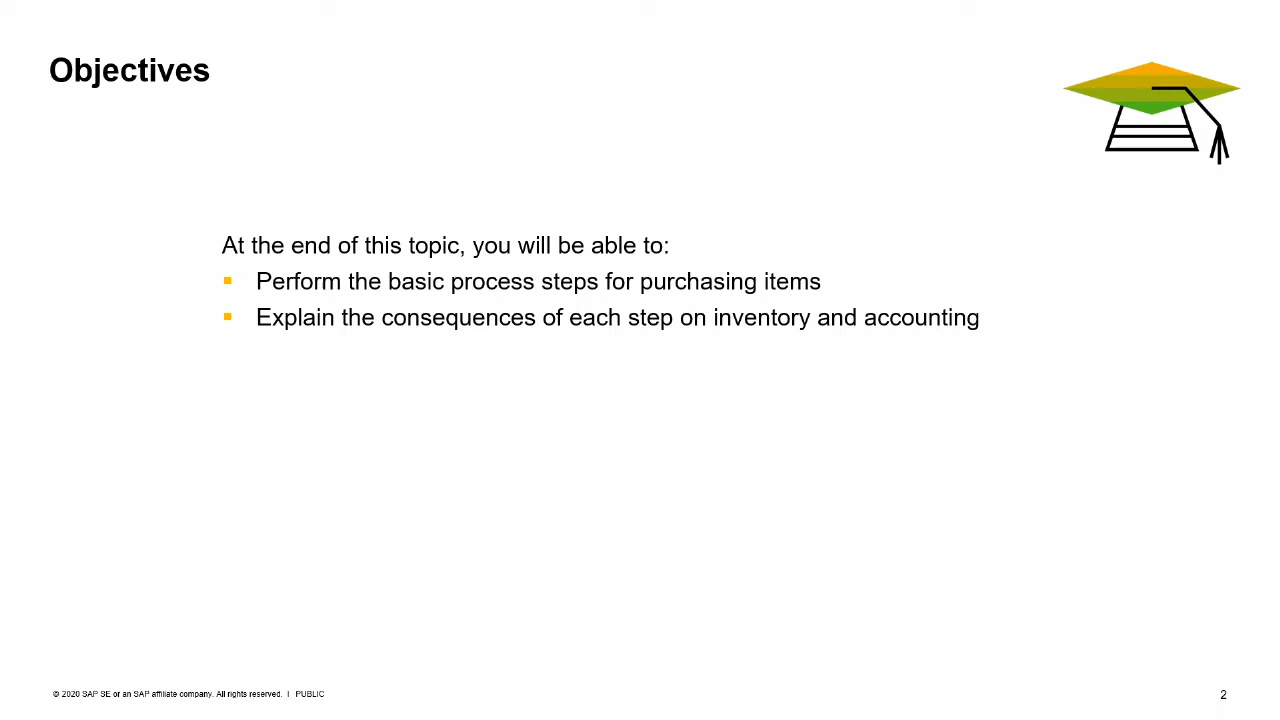 Objectives
At the end of this topic, you will be able to:
▪ Perform the basic process steps for purchasing items
▪ Explain the consequences of each step on inventory and accounting
© 2020 SAP SE or an SAP affiliate company. All rights reserved. I PUBLIC
2